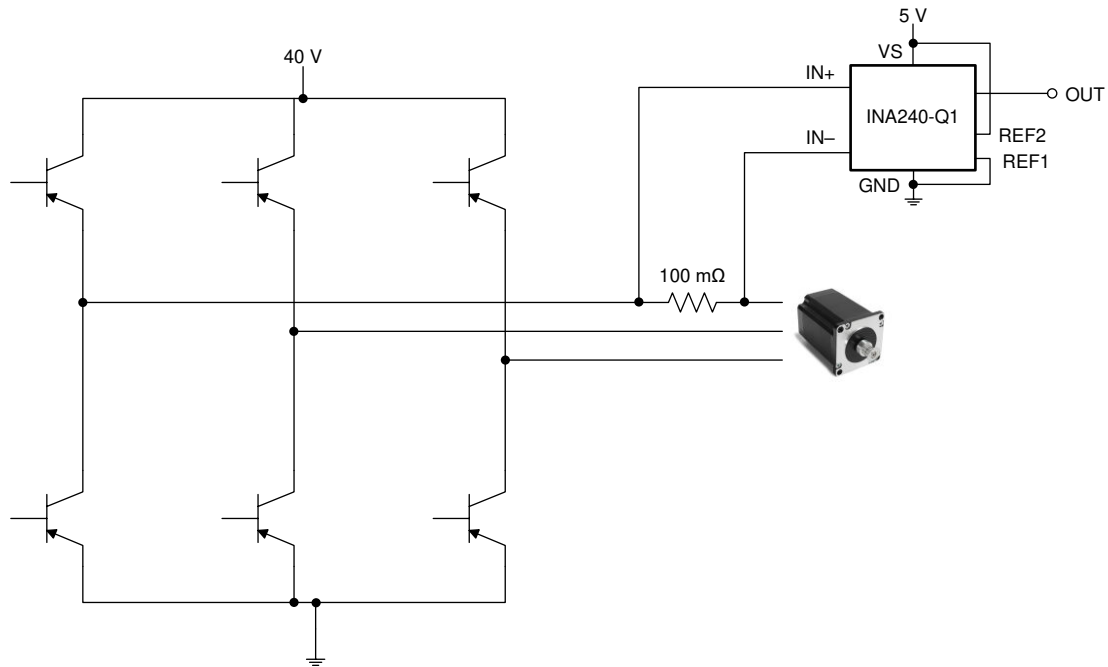 5 V
40 V
VS
IN+
INA240-Q1
OUT
IN–
REF2
REF1
GND
100 mΩ